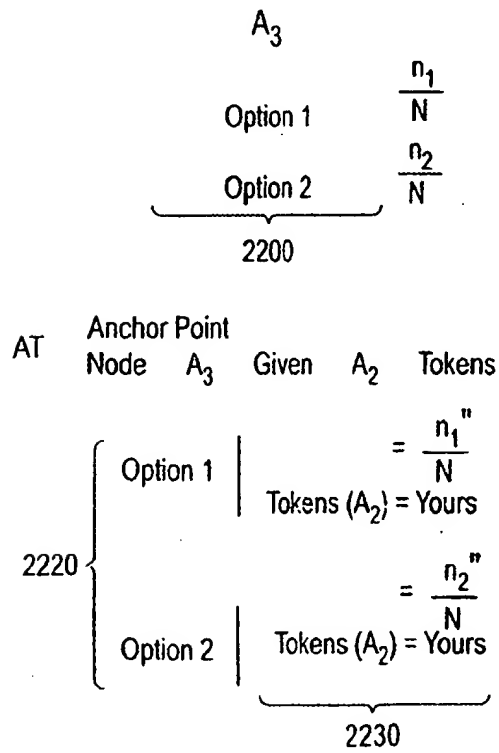 A3
n1
N
Option 1
n2
N
Option 2
2200
AT Anchor Point
Node A3 Given A2 Tokens
= n1"
N
Option 1
Tokens (A2) = Yours
2220
= n2"
N
Option 2
Tokens (A2) = Yours
2230